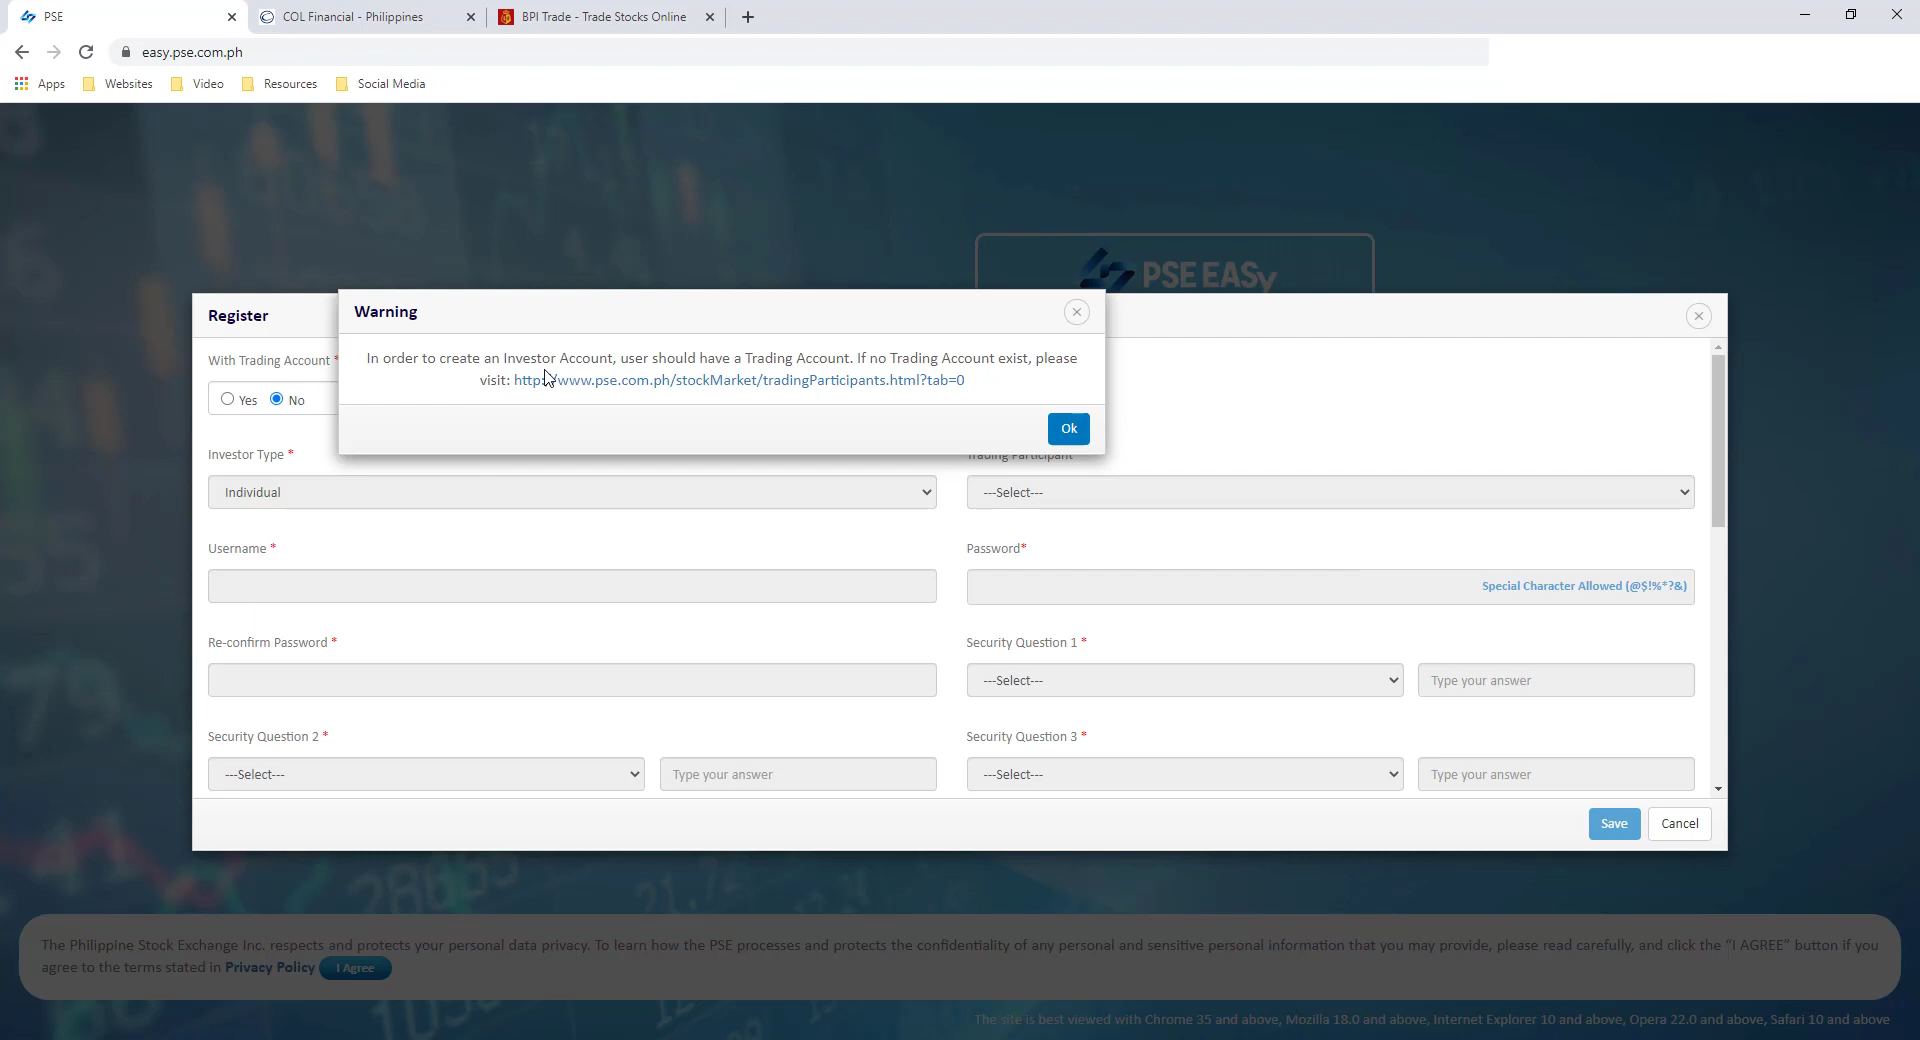 PSE
COL Financial - Philippines
BPI Trade - Trade Stocks Online
easy.pse.com.ph
Apps
Websites
Video
Resources
Social Media
PSE EASy
Register
Warning
In order to create an Investor Account, user should have a Trading Account. If no Trading Account exist, please
visit: http://www.pse.com.ph/stockMarket/tradingParticipants.html?tab=0
Ok
With Trading Account *
Yes
No
Investor Type *
Trading Participant
Individual
---Select---
Username *
Password*
Special Character Allowed (@$!%*?&)
Re-confirm Password *
Security Question 1 *
---Select---
Type your answer
Security Question 2 *
Security Question 3 *
---Select---
Type your answer
---Select---
Type your answer
Save
Cancel
The Philippine Stock Exchange Inc. respects and protects your personal data privacy. To learn how the PSE processes and protects the confidentiality of any personal and sensitive personal information that you may provide, please read carefully, and click the “I AGREE” button if you
agree to the terms stated in Privacy Policy I Agree
The site is best viewed with Chrome 35 and above, Mozilla 18.0 and above, Internet Explorer 10 and above, Opera 22.0 and above, Safari 10 and above